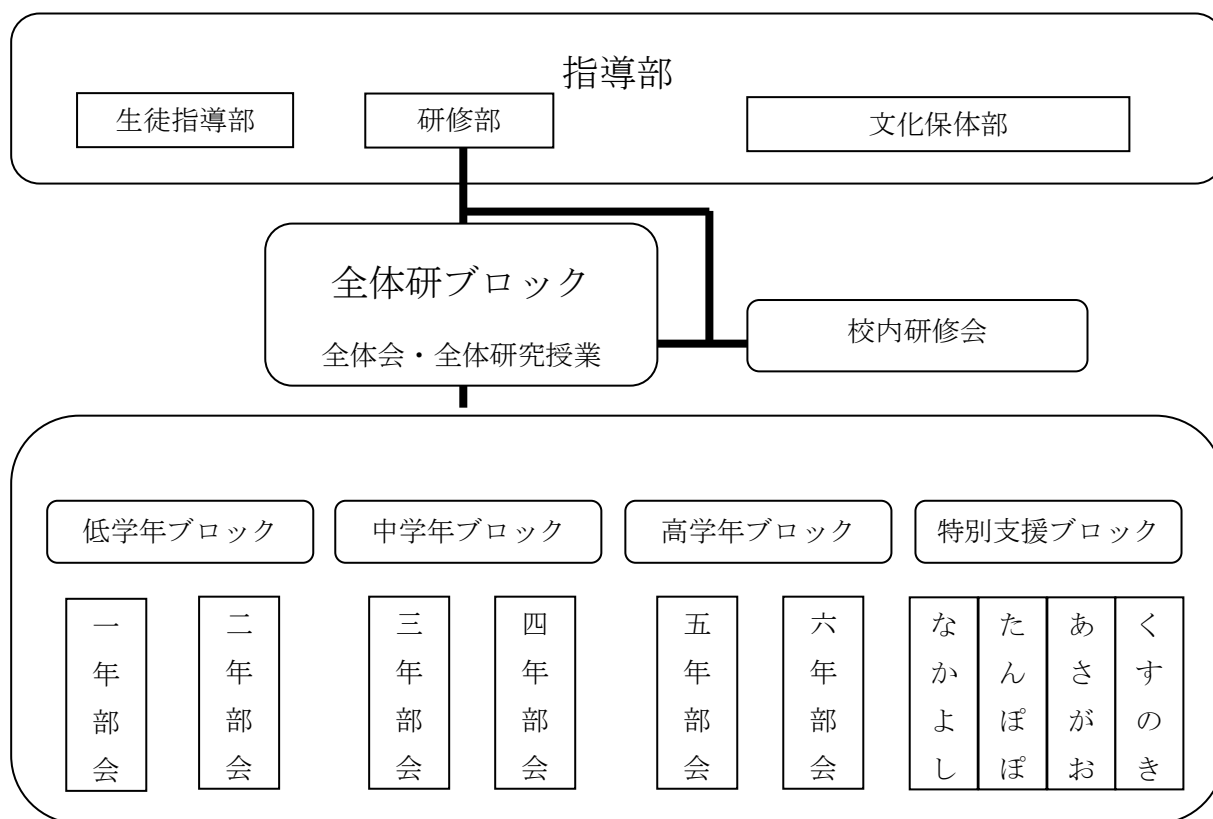 指導部
生徒指導部
研修部
文化保体部
全体研ブロック
全体会・全体研究授業
校内研修会
低学年ブロック
中学年ブロック
高学年ブロック
特別支援ブロック
一年部会
二年部会
三年部会
四年部会
五年部会
六年部会
なかよし
たんぽぽ
あさがお
くすのき